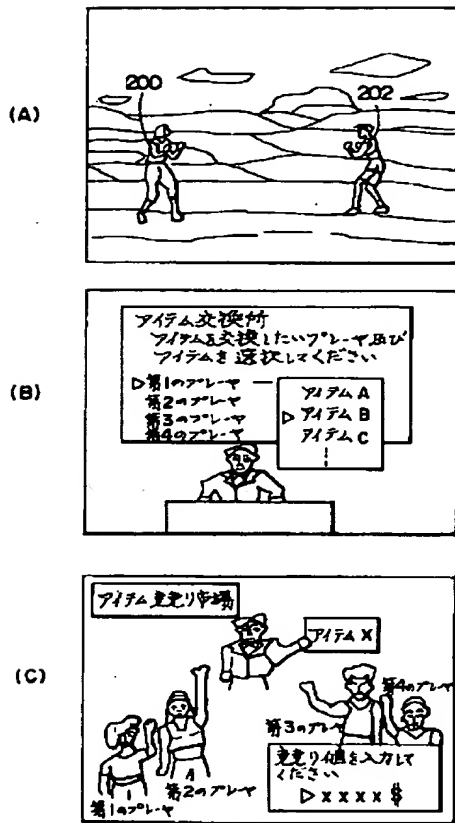 (A)
200
202
(B)
アイテム交換所
アイテムを交換したいプレーヤ,及び
アイテムを選択してください
▷第1のプレーヤ
第2のプレーヤ
第3のプレーヤ
第4のプレーヤ
アイテムA
▷アイテムB
アイテムC
(C)
アイテム競売り市場
アイテムX
第4のプレーヤ
第3のプレーヤ
第2のプレーヤ
第1のプレーヤ
競売り値を入力して
ください
▷xxxx $